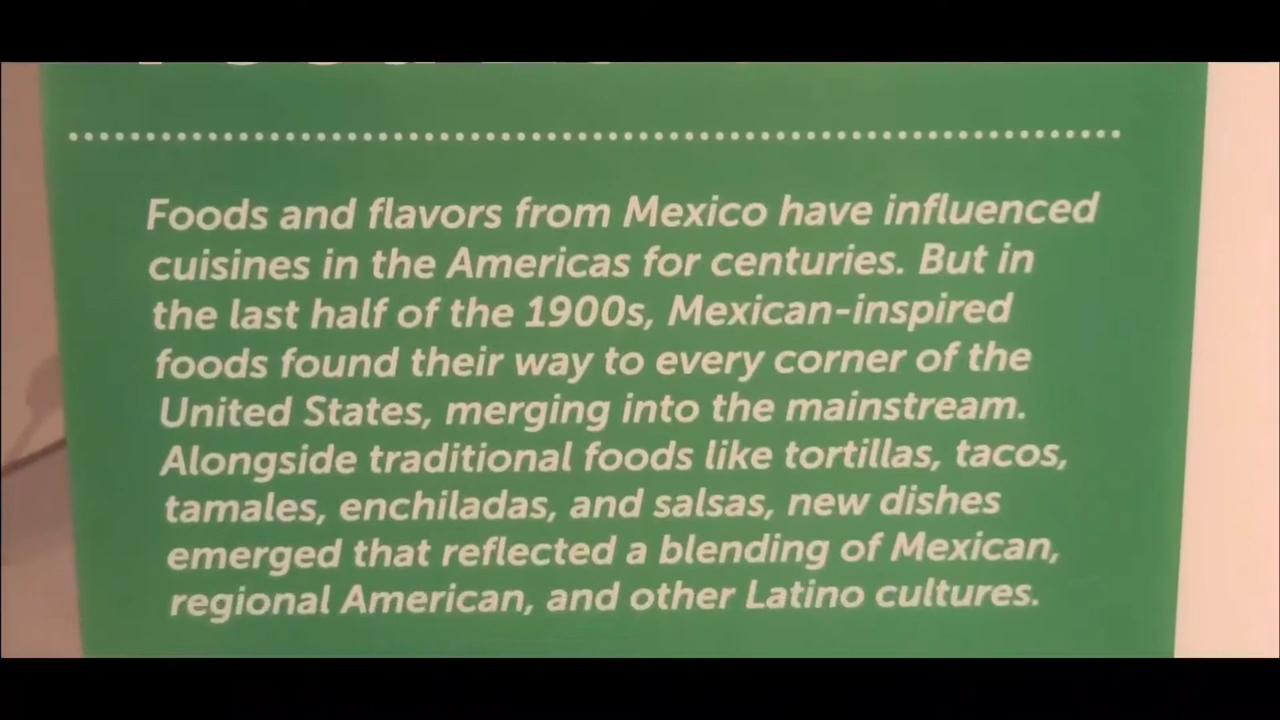 Foods and flavors from Mexico have influenced
cuisines in the Americas for centuries. But in
the last half of the 1900s, Mexican-inspired
foods found their way to every corner of the
United States, merging into the mainstream.
Alongside traditional foods like tortillas, tacos,
tamales, enchiladas, and salsas, new dishes
emerged that reflected a blending of Mexican,
regional American, and other Latino cultures.